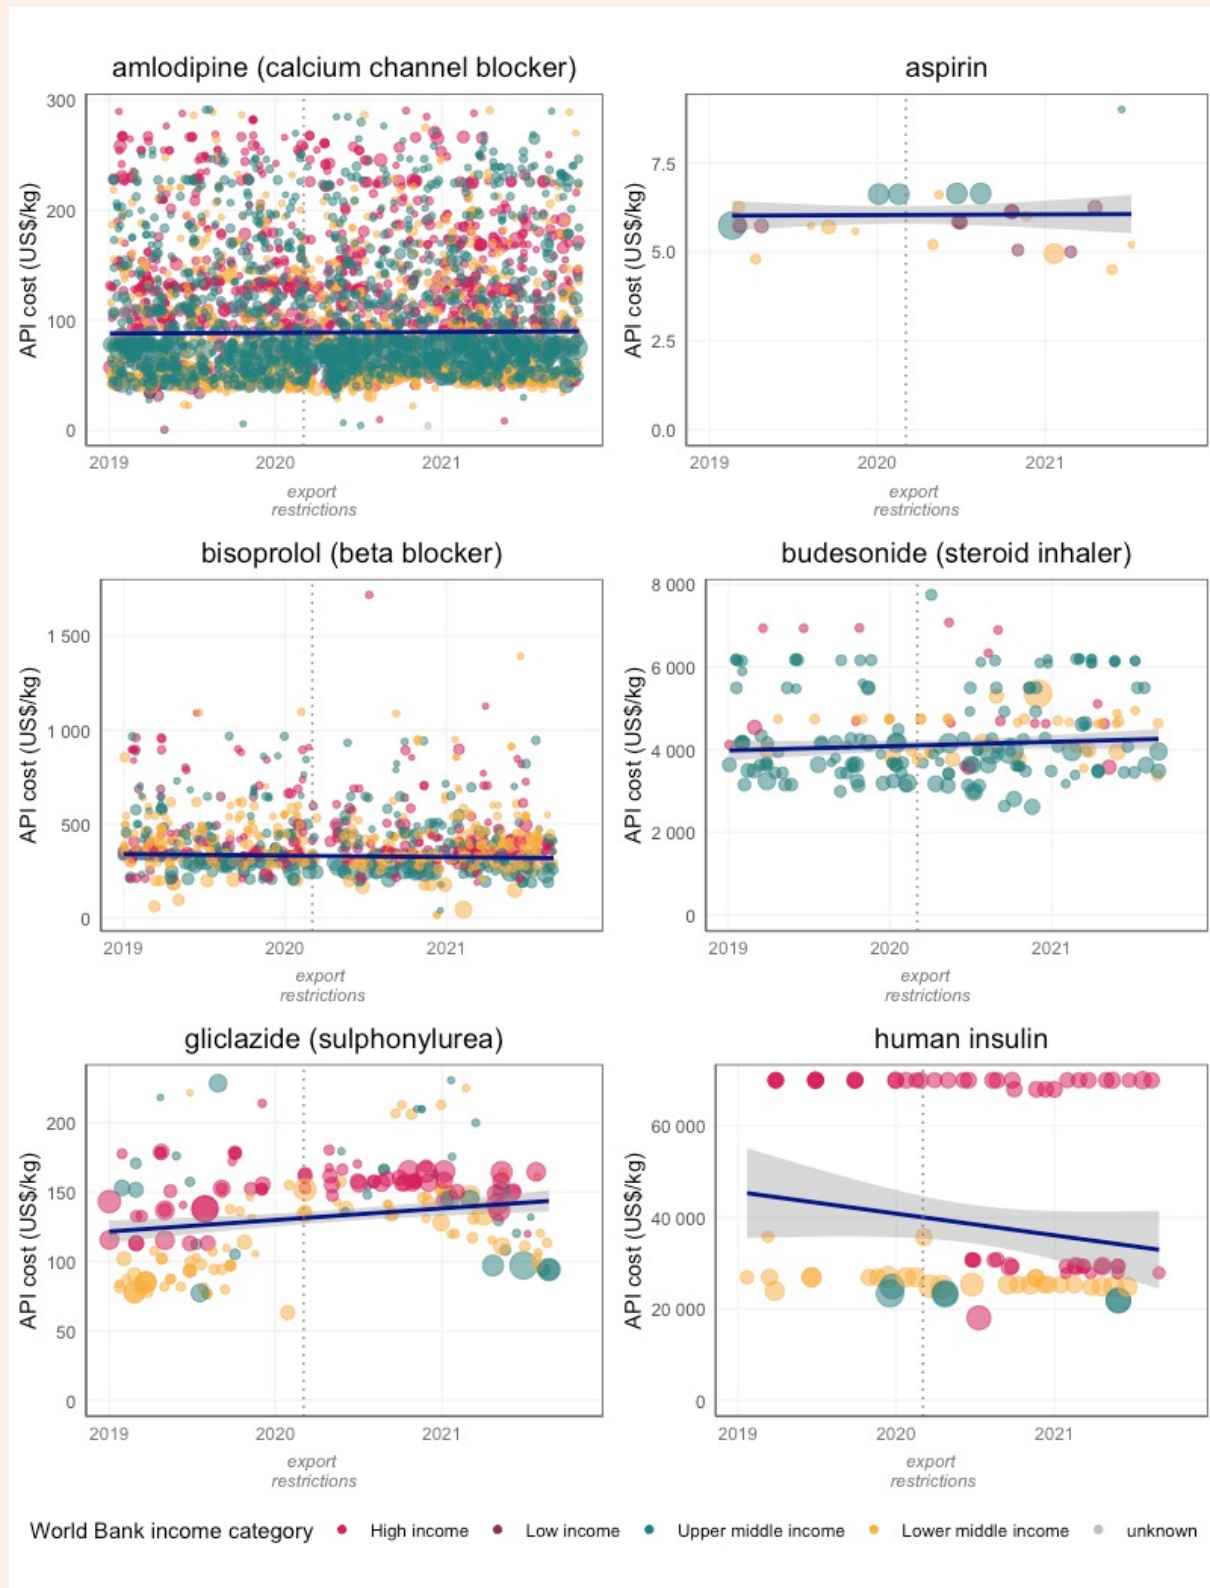 amlodipine (calcium channel blocker)
API cost (US$/kg)
300
200
100
0
2019
2020
2021
export
restrictions
aspirin
API cost (US$/kg)
7.5
5.0
2.5
0.0
2019
2020
2021
export
restrictions
bisoprolol (beta blocker)
API cost (US$/kg)
1 500
1 000
500
0
2019
2020
2021
export
restrictions
budesonide (steroid inhaler)
API cost (US$/kg)
8 000
6 000
4 000
2 000
0
2019
2020
2021
export
restrictions
gliclazide (sulphonylurea)
API cost (US$/kg)
200
150
100
50
0
2019
2020
2021
export
restrictions
human insulin
API cost (US$/kg)
60 000
40 000
20 000
0
2019
2020
2021
export
restrictions
World Bank income category
High income
Low income
Upper middle income
Lower middle income
unknown